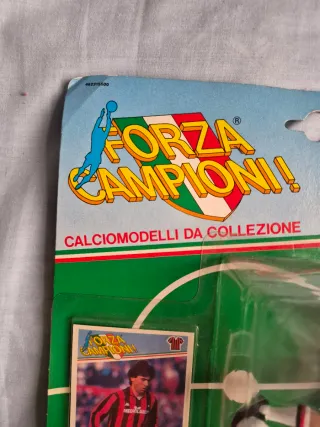 FORZA®
CAMPIONI!
CALCIOMODELLI DA COLLEZIONE
FORZA
CAMPIONI!